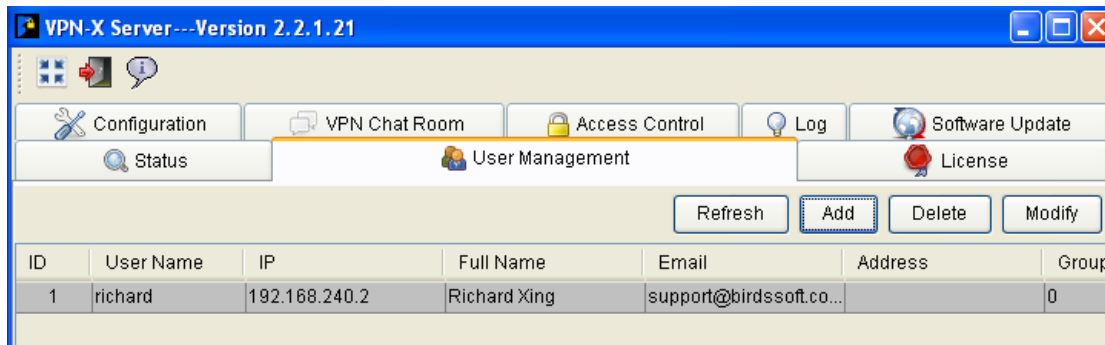 VPN-X Server---Version 2.2.1.21
Configuration VPN Chat Room Access Control Log Software Update
Status User Management License
Refresh Add Delete Modify
ID User Name IP Full Name Email Address Group
1 richard 192.168.240.2 Richard Xing support@birdssoft.co... 0